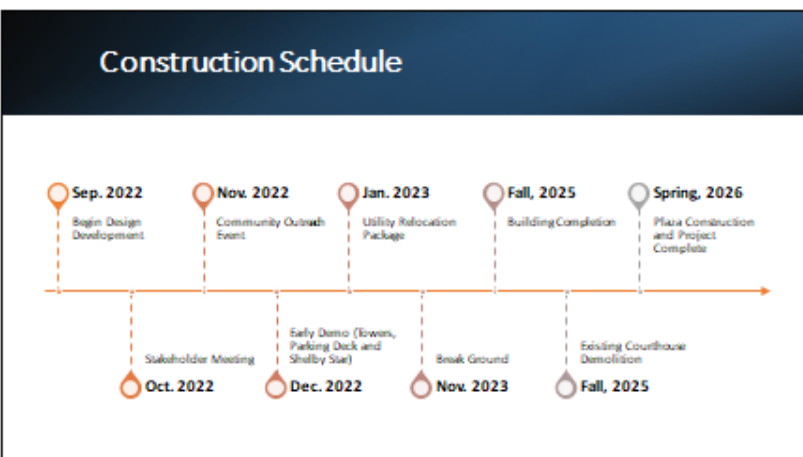 Construction Schedule
Sep. 2022
Begin Design
Development
Nov. 2022
Community Outreach
Event
Jan. 2023
Utility Relocation
Package
Fall, 2025
Building Completion
Spring, 2026
Plaza Construction
and Project
Complete
Stakeholder Meeting
Oct. 2022
Early Demo (Towers,
Parking Deck and
Shelby Star)
Dec. 2022
Break Ground
Nov. 2023
Existing Courthouse
Demolition
Fall, 2025